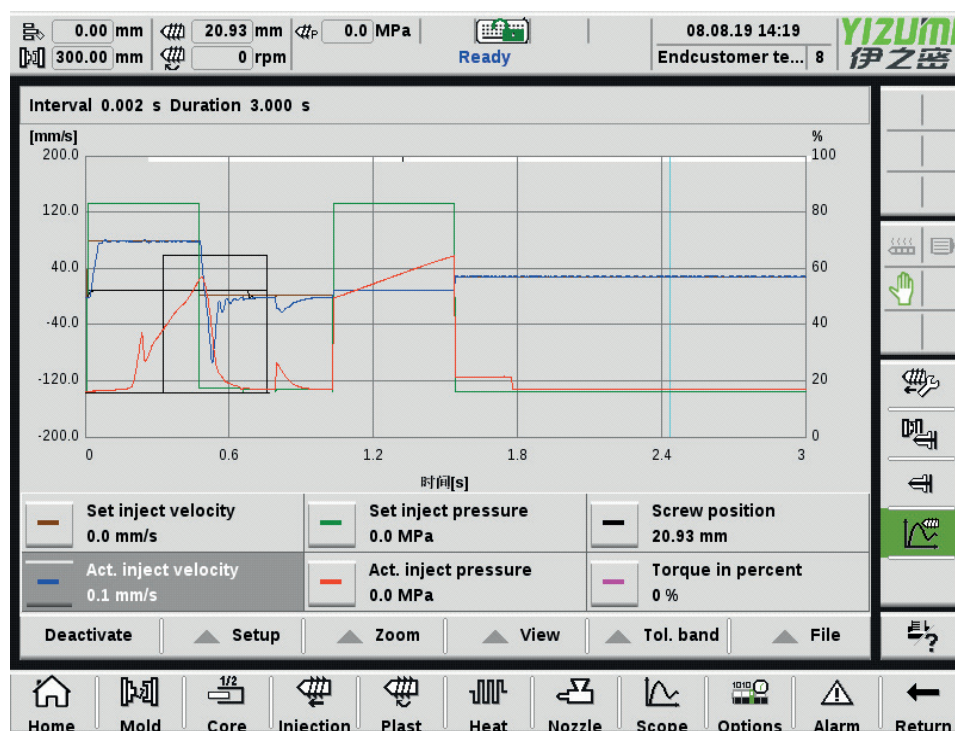 0.00 mm 20.93 mm P 0.0 MPa 08.08.19 14:19 YIZUMI
300.00 mm 0 rpm Ready Endcustomer te... 8 伊之密
Interval 0.002 s Duration 3.000 s
[mm/s] %
200.0 100
120.0 80
40.0 60
-40.0 40
-120.0 20
-200.0 0
0 0.6 1.2 1.8 2.4 3
时间[s]
Set inject velocity Set inject pressure Screw position
0.0 mm/s 0.0 MPa 20.93 mm
Act. inject velocity Act. inject pressure Torque in percent
0.1 mm/s 0.0 MPa 0 %
Deactivate Setup Zoom View Tol. band File
?
1/2 1010
Home Mold Core Injection Plast Heat Nozzle Scope Options Alarm Return